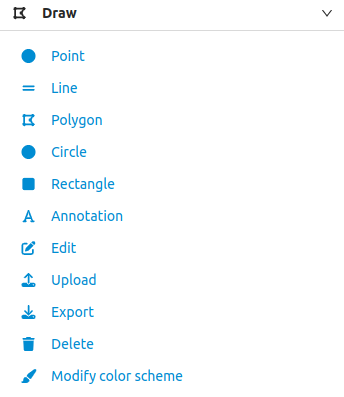 Draw
Point
Line
Polygon
Circle
Rectangle
Annotation
Edit
Upload
Export
Delete
Modify color scheme